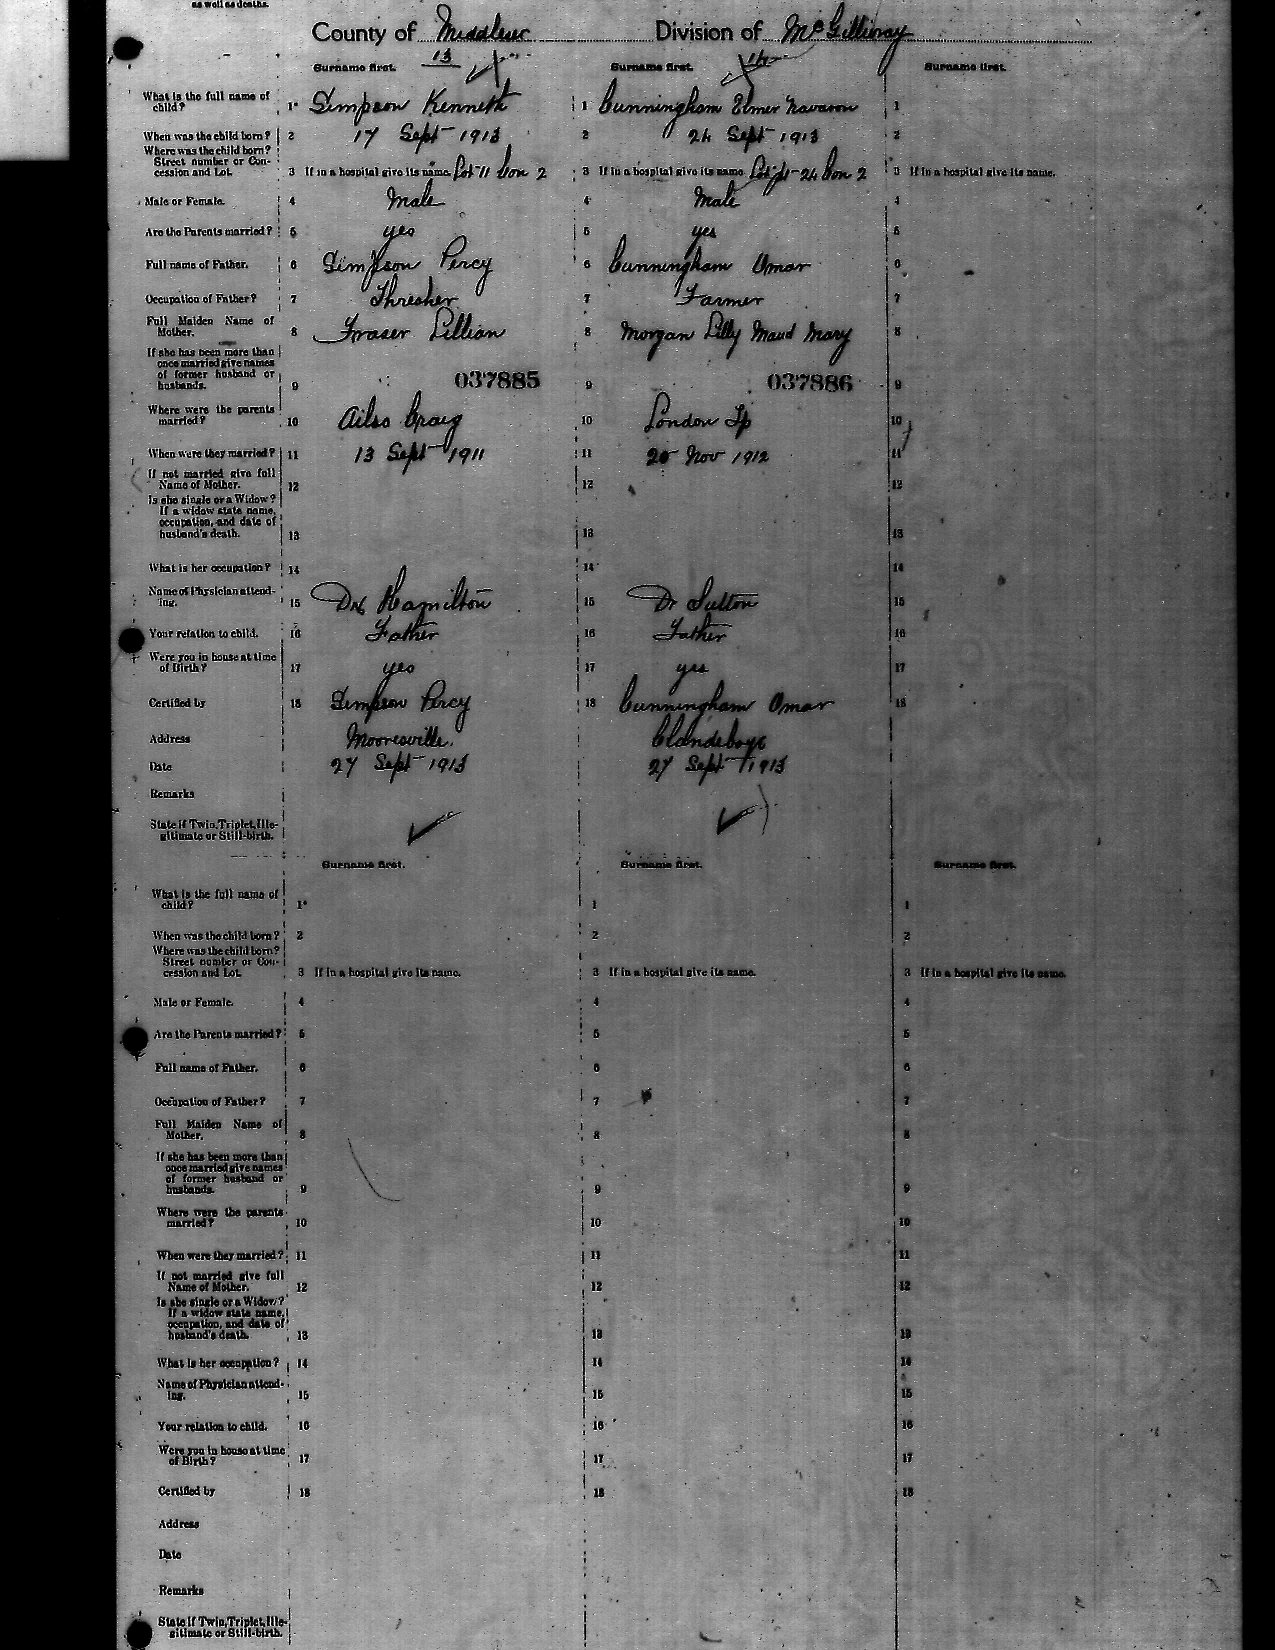 as well as deaths.
County of Middlesex Division of McGillivray
13 14
Surname first. Surname first. Surname first.
What is the full name of
child? 1 Simpson Kenneth 1 Cunningham Elmer 1
When was the child born? 2 17 Sept 1913 2 24 Sept 1913 2
Where was the child born?
Street number or Con-
cession and Lot. 3 If in a hospital give its name. Lot 11 Con 2 3 If in a hospital give its name. Lot pt 24 Con 2 3 If in a hospital give its name.
Male or Female. 4 Male 4 Male 4
Are the Parents married? 5 yes 5 yes 5
Full name of Father. 6 Simpson Percy 6 Cunningham Omar 6
Occupation of Father? 7 Thresher 7 Farmer 7
Full Maiden Name of
Mother. 8 Fraser Lillian 8 Morgan Lilly Maud Mary 8
If she has been more than
once married give names
of former husband or
husbands. 9 037885 9 037886 9
Where were the parents
married? 10 Ailsa Craig 10 London Tp 10
When were they married? 11 13 Sept 1911 11 20 Nov 1912 11
If not married give full
Name of Mother. 12 12 12
Is she single or a Widow?
If a widow state name,
occupation, and date of
husband's death. 13 13 13
What is her occupation? 14 14 14
Name of Physician attend-
ing. 15 Dr Hamilton 15 Dr Sutton 15
Your relation to child. 16 Father 16 Father 16
Were you in house at time
of Birth? 17 yes 17 yes 17
Certified by 18 Simpson Percy 18 Cunningham Omar 18
Address Mooresville. Clandeboye
Date 27 Sept 1913 27 Sept 1913
Remarks
State if Twin, Triplet, Ille-
gitimate or Still-birth.
Surname first. Surname first. Surname first.
What is the full name of
child? 1 1 1
When was the child born? 2 2 2
Where was the child born?
Street number or Con-
cession and Lot. 3 If in a hospital give its name. 3 If in a hospital give its name. 3 If in a hospital give its name.
Male or Female. 4 4 4
Are the Parents married? 5 5 5
Full name of Father. 6 6 6
Occupation of Father? 7 7 7
Full Maiden Name of
Mother. 8 8 8
If she has been more than
once married give names
of former husband or
husbands. 9 9 9
Where were the parents
married? 10 10 10
When were they married? 11 11 11
If not married give full
Name of Mother. 12 12 12
Is she single or a Widow?
If a widow state name,
occupation, and date of
husband's death. 13 13 13
What is her occupation? 14 14 14
Name of Physician attend-
ing. 15 15 15
Your relation to child. 16 16 16
Were you in house at time
of Birth? 17 17 17
Certified by 18 18 18
Address
Date
Remarks
State if Twin, Triplet, Ille-
gitimate or Still-birth.